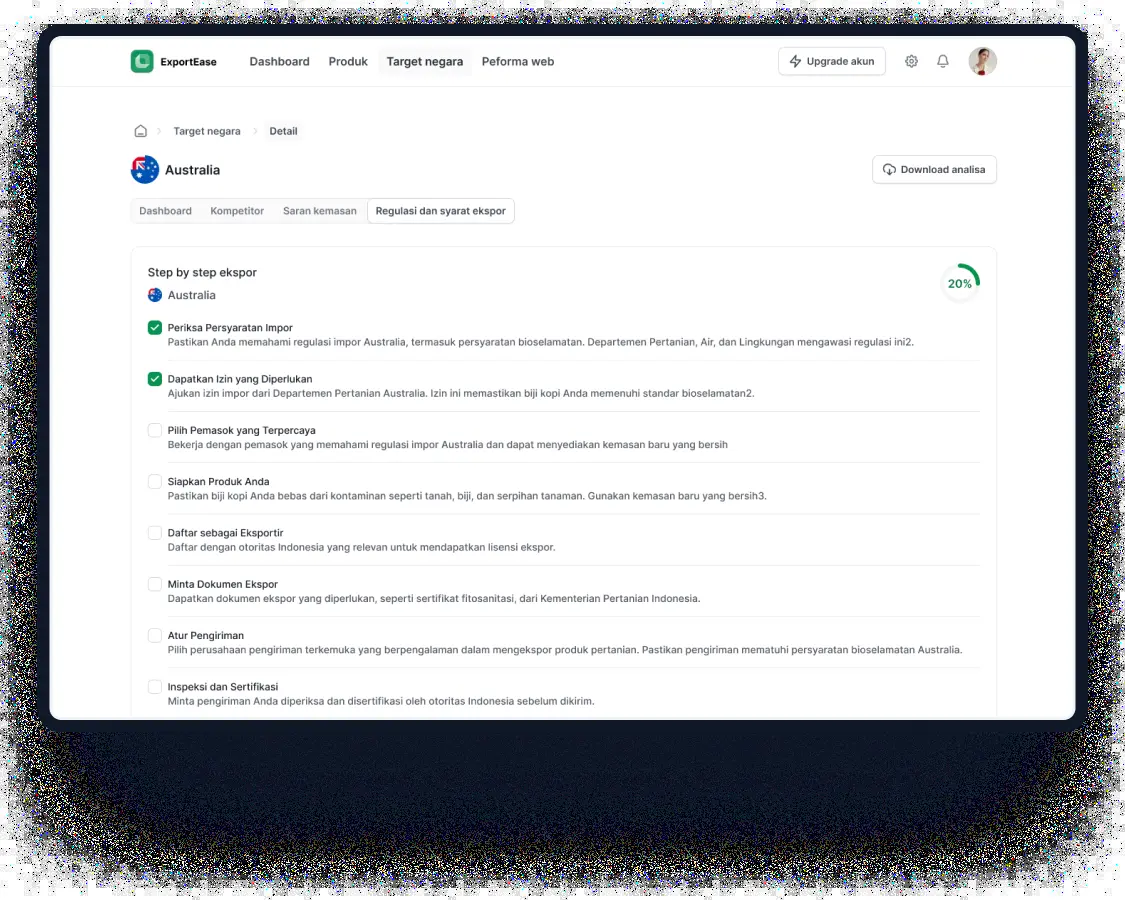 ExportEase Dashboard Produk Target negara Peforma web Upgrade akun
Target negara Detail
Australia Download analisa
Dashboard Kompetitor Saran kemasan Regulasi dan syarat ekspor
Step by step ekspor
20%
Australia
Periksa Persyaratan Impor
Pastikan Anda memahami regulasi impor Australia, termasuk persyaratan bioselamatan. Departemen Pertanian, Air, dan Lingkungan mengawasi regulasi ini2.
Dapatkan Izin yang Diperlukan
Ajukan izin impor dari Departemen Pertanian Australia. Izin ini memastikan biji kopi Anda memenuhi standar bioselamatan2.
Pilih Pemasok yang Terpercaya
Bekerja dengan pemasok yang memahami regulasi impor Australia dan dapat menyediakan kemasan baru yang bersih
Siapkan Produk Anda
Pastikan biji kopi Anda bebas dari kontaminan seperti tanah, biji, dan serpihan tanaman. Gunakan kemasan baru yang bersih3.
Daftar sebagai Eksportir
Daftar dengan otoritas Indonesia yang relevan untuk mendapatkan lisensi ekspor.
Minta Dokumen Ekspor
Dapatkan dokumen ekspor yang diperlukan, seperti sertifikat fitosanitasi, dari Kementerian Pertanian Indonesia.
Atur Pengiriman
Pilih perusahaan pengiriman terkemuka yang berpengalaman dalam mengekspor produk pertanian. Pastikan pengiriman mematuhi persyaratan bioselamatan Australia.
Inspeksi dan Sertifikasi
Minta pengiriman Anda diperiksa dan disertifikasi oleh otoritas Indonesia sebelum dikirim.